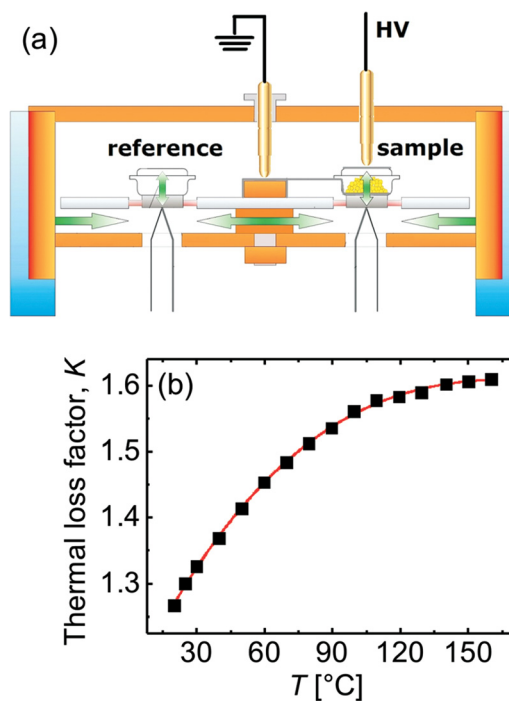 (a)
HV
reference
sample
(b)
Thermal loss factor, K
1.6
1.5
1.4
1.3
30 60 90 120 150
T [°C]